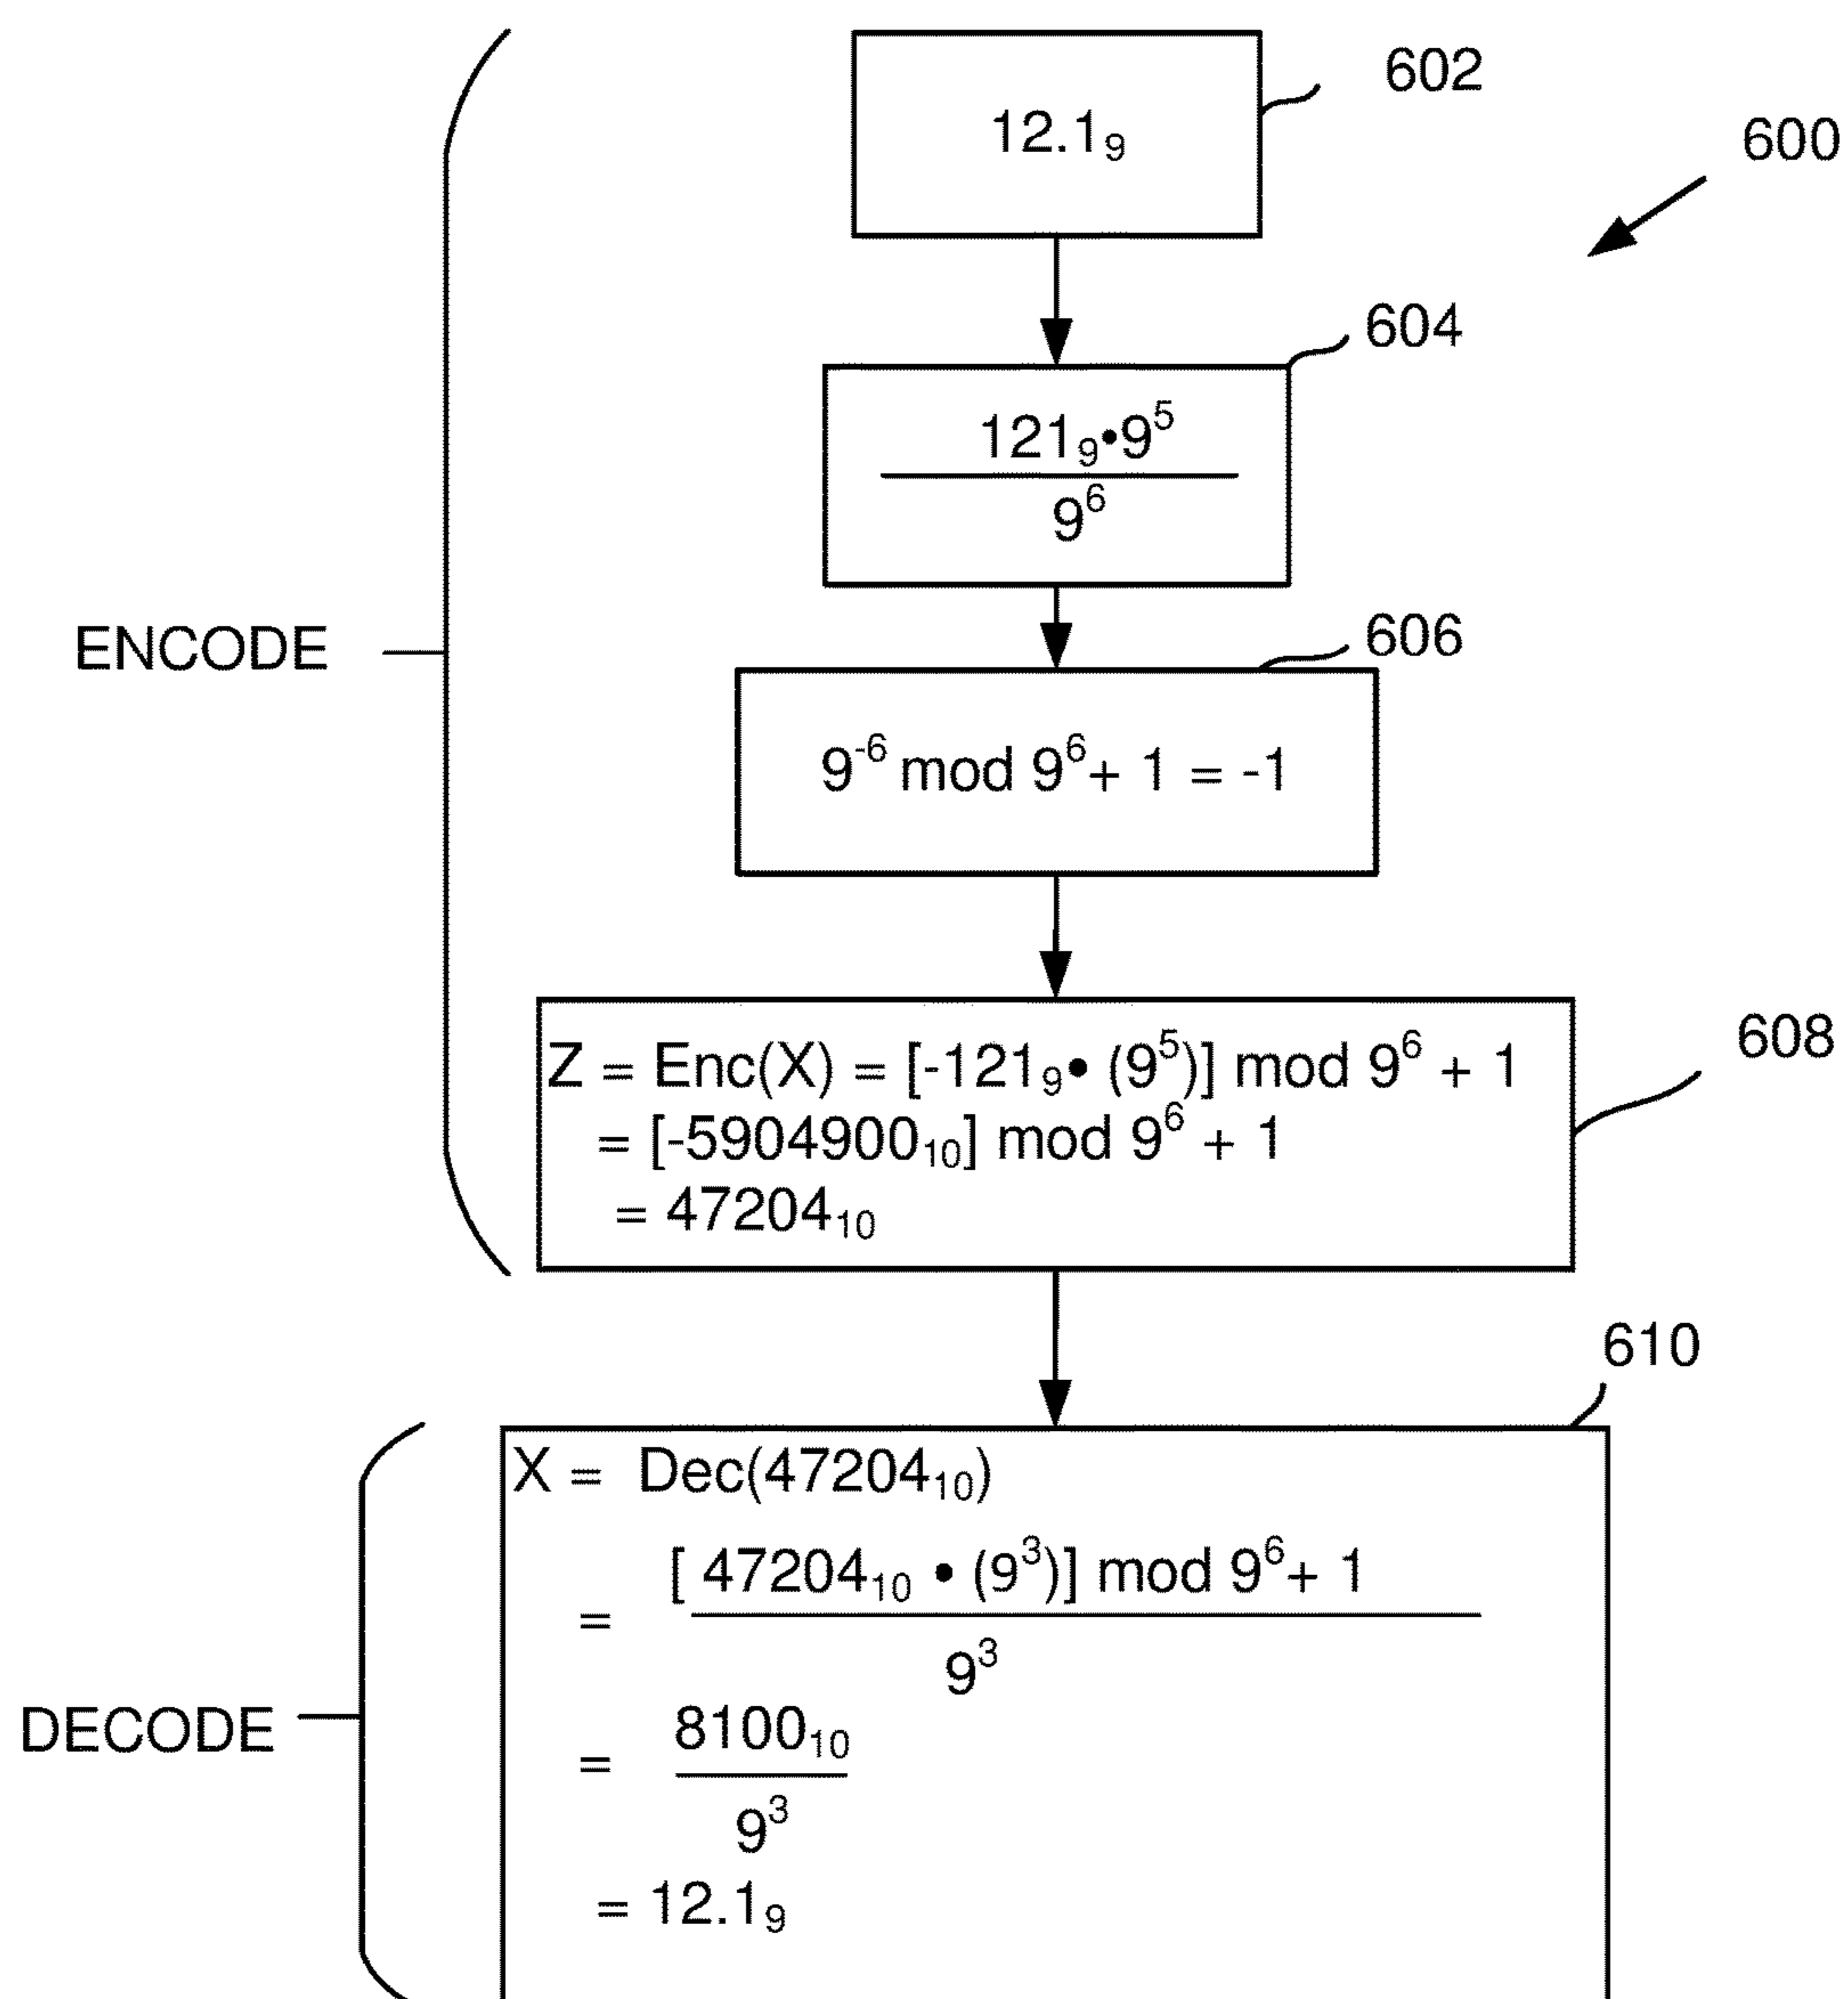 602
12.1₉
600
604
121₉•9⁵
9⁶
606
9⁻⁶ mod 9⁶+ 1 = -1
ENCODE
608
Z = Enc(X) = [-121₉• (9⁵)] mod 9⁶ + 1
= [-5904900₁₀] mod 9⁶ + 1
= 47204₁₀
610
X = Dec(47204₁₀)
= [ 47204₁₀ • (9³)] mod 9⁶+ 1
9³
DECODE
= 8100₁₀
9³
= 12.1₉